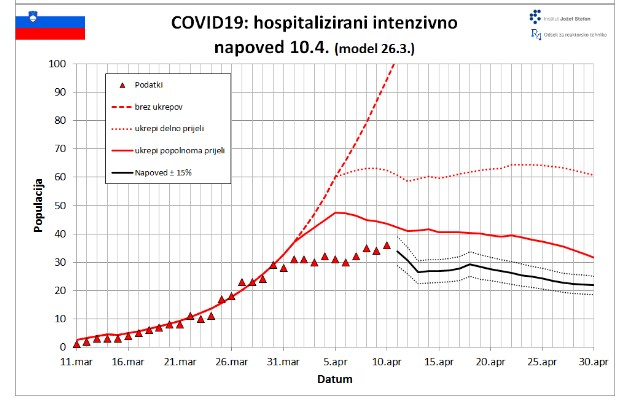 COVID19: hospitalizirani intenzivno
napoved 10.4. (model 26.3.)
Institut Jožef Stefan
Odsek za reaktorsko tehniko
Podatki
brez ukrepov
ukrepi delno prijeli
ukrepi popolnoma prijeli
Napoved ± 15%
Populacija
100
90
80
70
60
50
40
30
20
10
0
11.mar 16.mar 21.mar 26.mar 31.mar 5.apr 10.apr 15.apr 20.apr 25.apr 30.apr
Datum